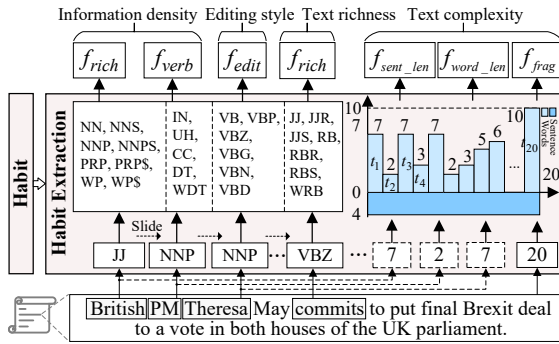 Information density Editing style Text richness Text complexity
f_rich f_verb f_edit f_rich f_sent_len f_word_len f_frag
Habit
Habit Extraction
NN, NNS,
NNP, NNPS,
PRP, PRP$,
WP, WP$
IN,
UH,
CC,
DT,
WDT
VB, VBP,
VBZ,
VBG,
VBN,
VBD
JJ, JJR,
JJS, RB,
RBR,
RBS,
WRB
10
7
0
4
7 2 7 3 7 2 3 5 6 ... 10
t1 t2 t3 t4 t20
20
Sentence
Words
Slide
JJ NNP NNP ... VBZ ... 7 2 7 20
British PM Theresa May commits to put final Brexit deal
to a vote in both houses of the UK parliament.